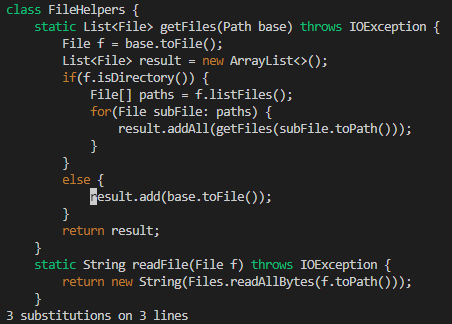 class FileHelpers {
    static List<File> getFiles(Path base) throws IOException {
        File f = base.toFile();
        List<File> result = new ArrayList<>();
        if(f.isDirectory()) {
            File[] paths = f.listFiles();
            for(File subFile: paths) {
                result.addAll(getFiles(subFile.toPath()));
            }
        }
        else {
            result.add(base.toFile());
        }
        return result;
    }
    static String readFile(File f) throws IOException {
        return new String(Files.readAllBytes(f.toPath()));
    }
3 substitutions on 3 lines